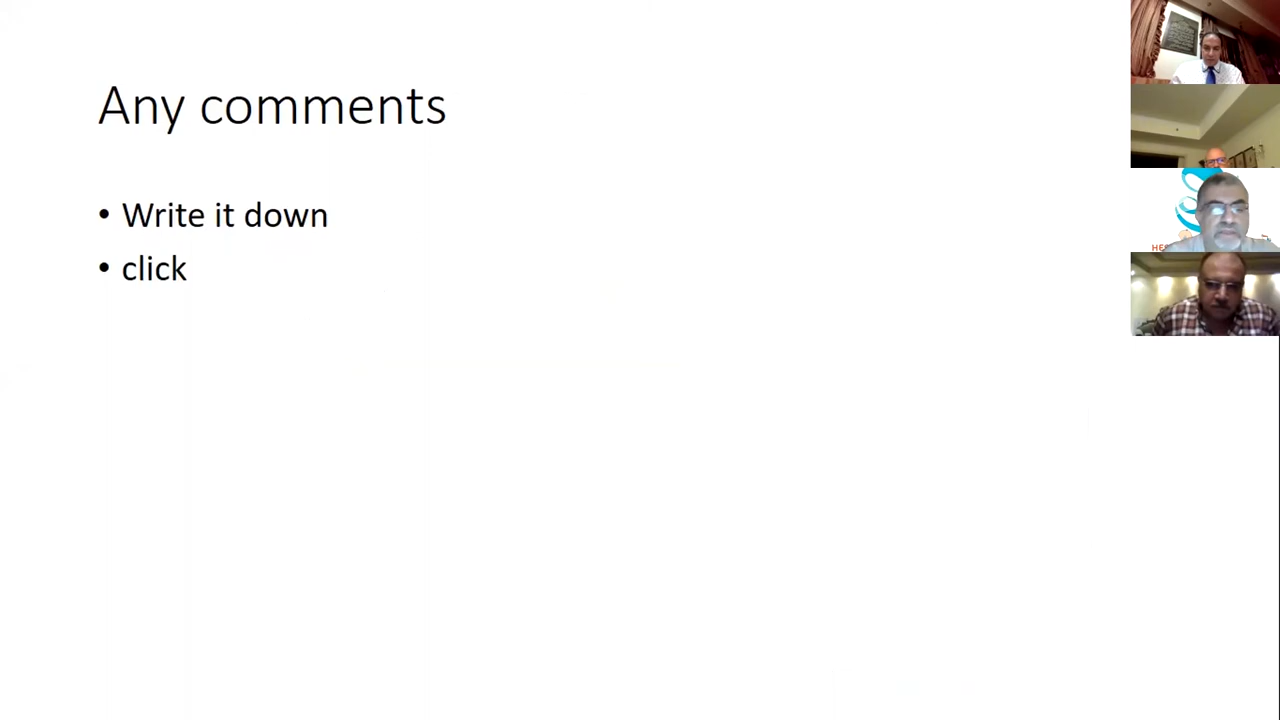 Any comments
• Write it down
• click